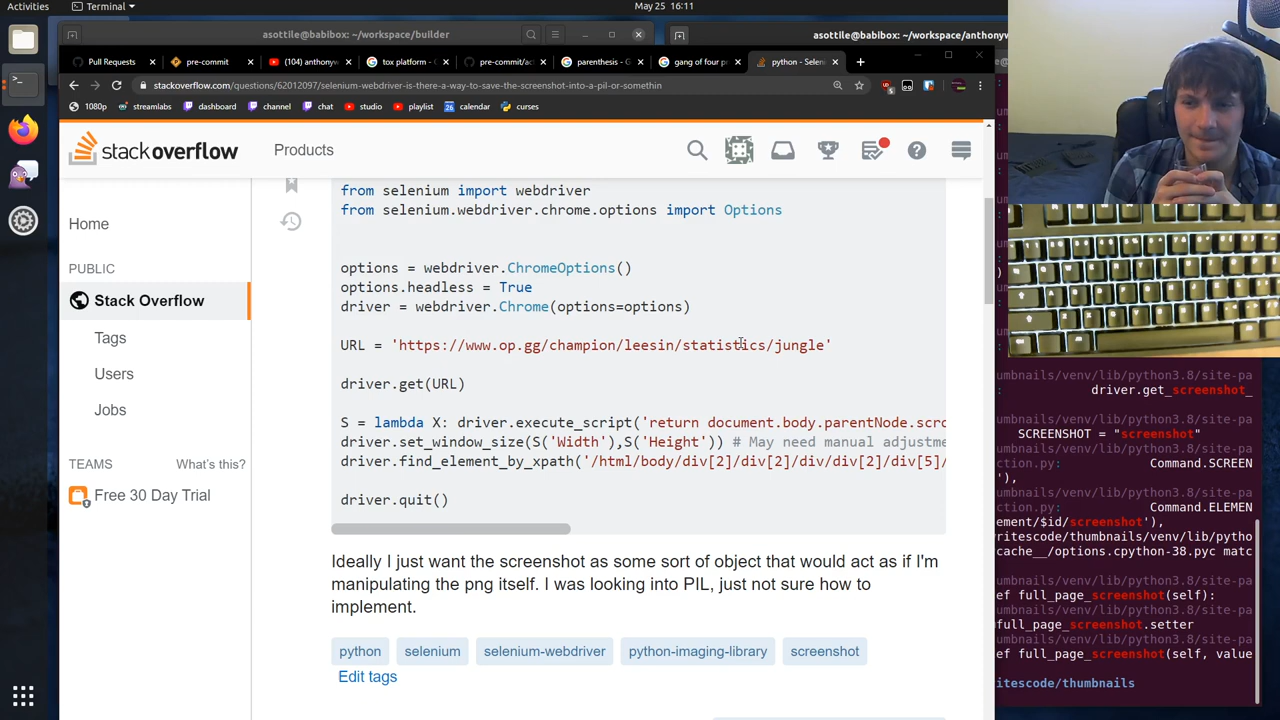 Activities
Terminal
May 25 16:11
asottile@babibox: ~/workspace/builder
asottile@babibox: ~/workspace/anthonyw
Pull Requests
pre-commit
(104) anthonyw
tox platform - G
pre-commit/act
parenthesis - G
gang of four pa
python - Seleni
stackoverflow.com/questions/62012097/selenium-webdriver-is-there-a-way-to-save-the-screenshot-into-a-pil-or-somethin
1080p
streamlabs
dashboard
channel
chat
studio
playlist
calendar
curses
stackoverflow
Products
Home
PUBLIC
Stack Overflow
Tags
Users
Jobs
TEAMS
What's this?
Free 30 Day Trial
from selenium import webdriver
from selenium.webdriver.chrome.options import Options
options = webdriver.ChromeOptions()
options.headless = True
driver = webdriver.Chrome(options=options)
URL = 'https://www.op.gg/champion/leesin/statistics/jungle'
driver.get(URL)
S = lambda X: driver.execute_script('return document.body.parentNode.scro
driver.set_window_size(S('Width'),S('Height')) # May need manual adjustme
driver.find_element_by_xpath('/html/body/div[2]/div[2]/div/div[2]/div[5]/
driver.quit()
Ideally I just want the screenshot as some sort of object that would act as if I'm
manipulating the png itself. I was looking into PIL, just not sure how to
implement.
python
selenium
selenium-webdriver
python-imaging-library
screenshot
Edit tags
umbnails/venv/lib/python3.8/site-pa
: driver.get_screenshot_
umbnails/venv/lib/python3.8/site-pa
SCREENSHOT = "screenshot"
umbnails/venv/lib/python3.8/site-pa
ction.py: Command.SCREEN
'),
umbnails/venv/lib/python3.8/site-pa
ction.py: Command.ELEMEN
ement/$id/screenshot'),
writescode/thumbnails/venv/lib/pytho
cache__/options.cpython-38.pyc matc
umbnails/venv/lib/python3.8/site-pa
ef full_page_screenshot(self):
umbnails/venv/lib/python3.8/site-pa
full_page_screenshot.setter
umbnails/venv/lib/python3.8/site-pa
ef full_page_screenshot(self, value
itescode/thumbnails